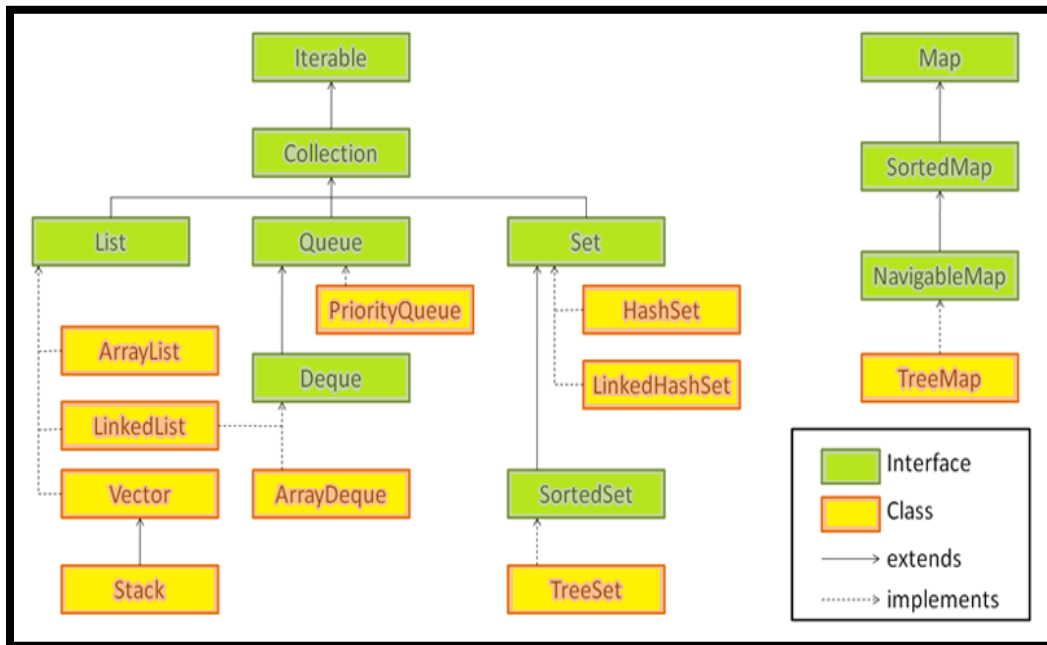 Iterable
Map
Collection
SortedMap
List
Queue
Set
NavigableMap
PriorityQueue
HashSet
ArrayList
Deque
LinkedHashSet
TreeMap
LinkedList
Interface
Vector
ArrayDeque
SortedSet
Class
extends
Stack
TreeSet
implements